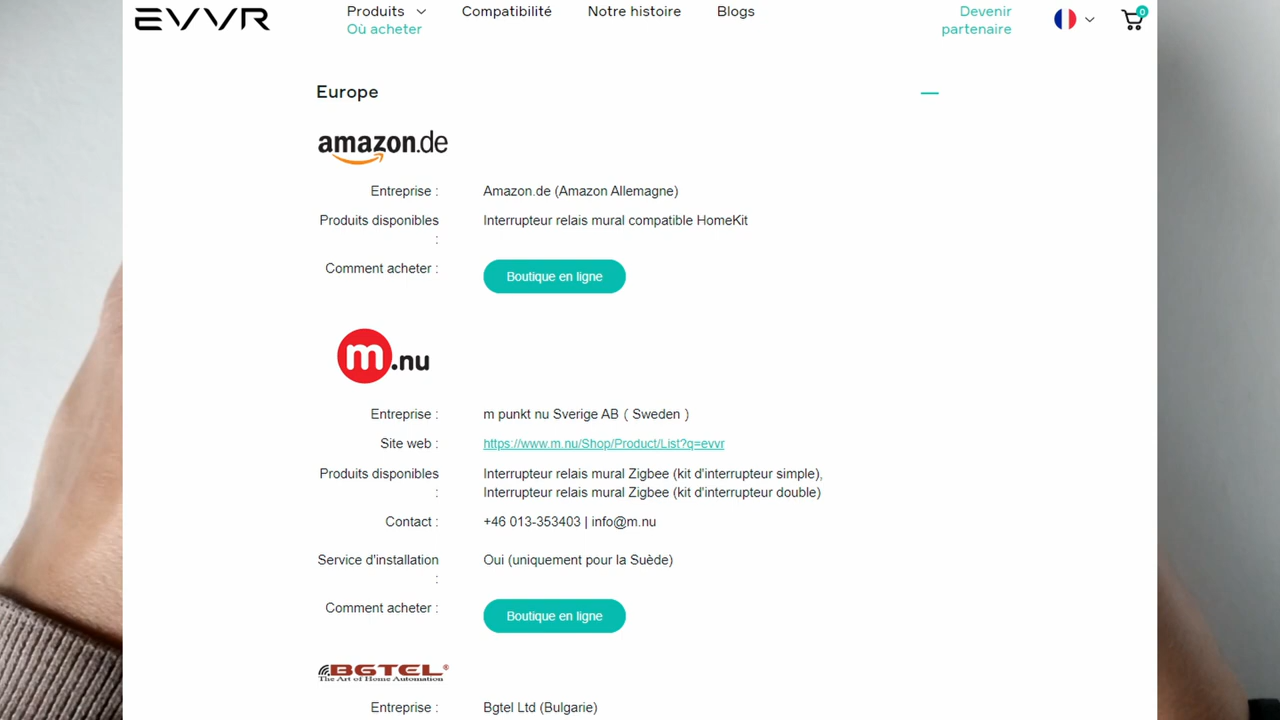 EVVR
Produits
Compatibilité
Notre histoire
Blogs
Où acheter
Devenir
partenaire
0
Europe
amazon.de
Entreprise :
Amazon.de (Amazon Allemagne)
Produits disponibles
:
Interrupteur relais mural compatible HomeKit
Comment acheter :
Boutique en ligne
m.nu
Entreprise :
m punkt nu Sverige AB ( Sweden )
Site web :
https://www.m.nu/Shop/Product/List?q=evvr
Produits disponibles
:
Interrupteur relais mural Zigbee (kit d'interrupteur simple),
Interrupteur relais mural Zigbee (kit d'interrupteur double)
Contact :
+46 013-353403 | info@m.nu
Service d'installation
:
Oui (uniquement pour la Suède)
Comment acheter :
Boutique en ligne
BGTEL®
The Art of Home Automation
Entreprise :
Bgtel Ltd (Bulgarie)